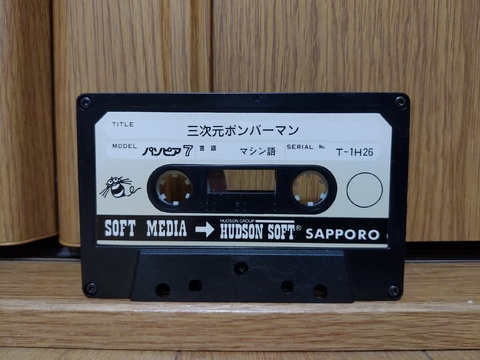 TITLE 三次元ボンバーマン
MODEL パソピア7 言語 マシン語 SERIAL No. T-1H26
HUDSON GROUP
SOFT MEDIA → HUDSON SOFT® SAPPORO